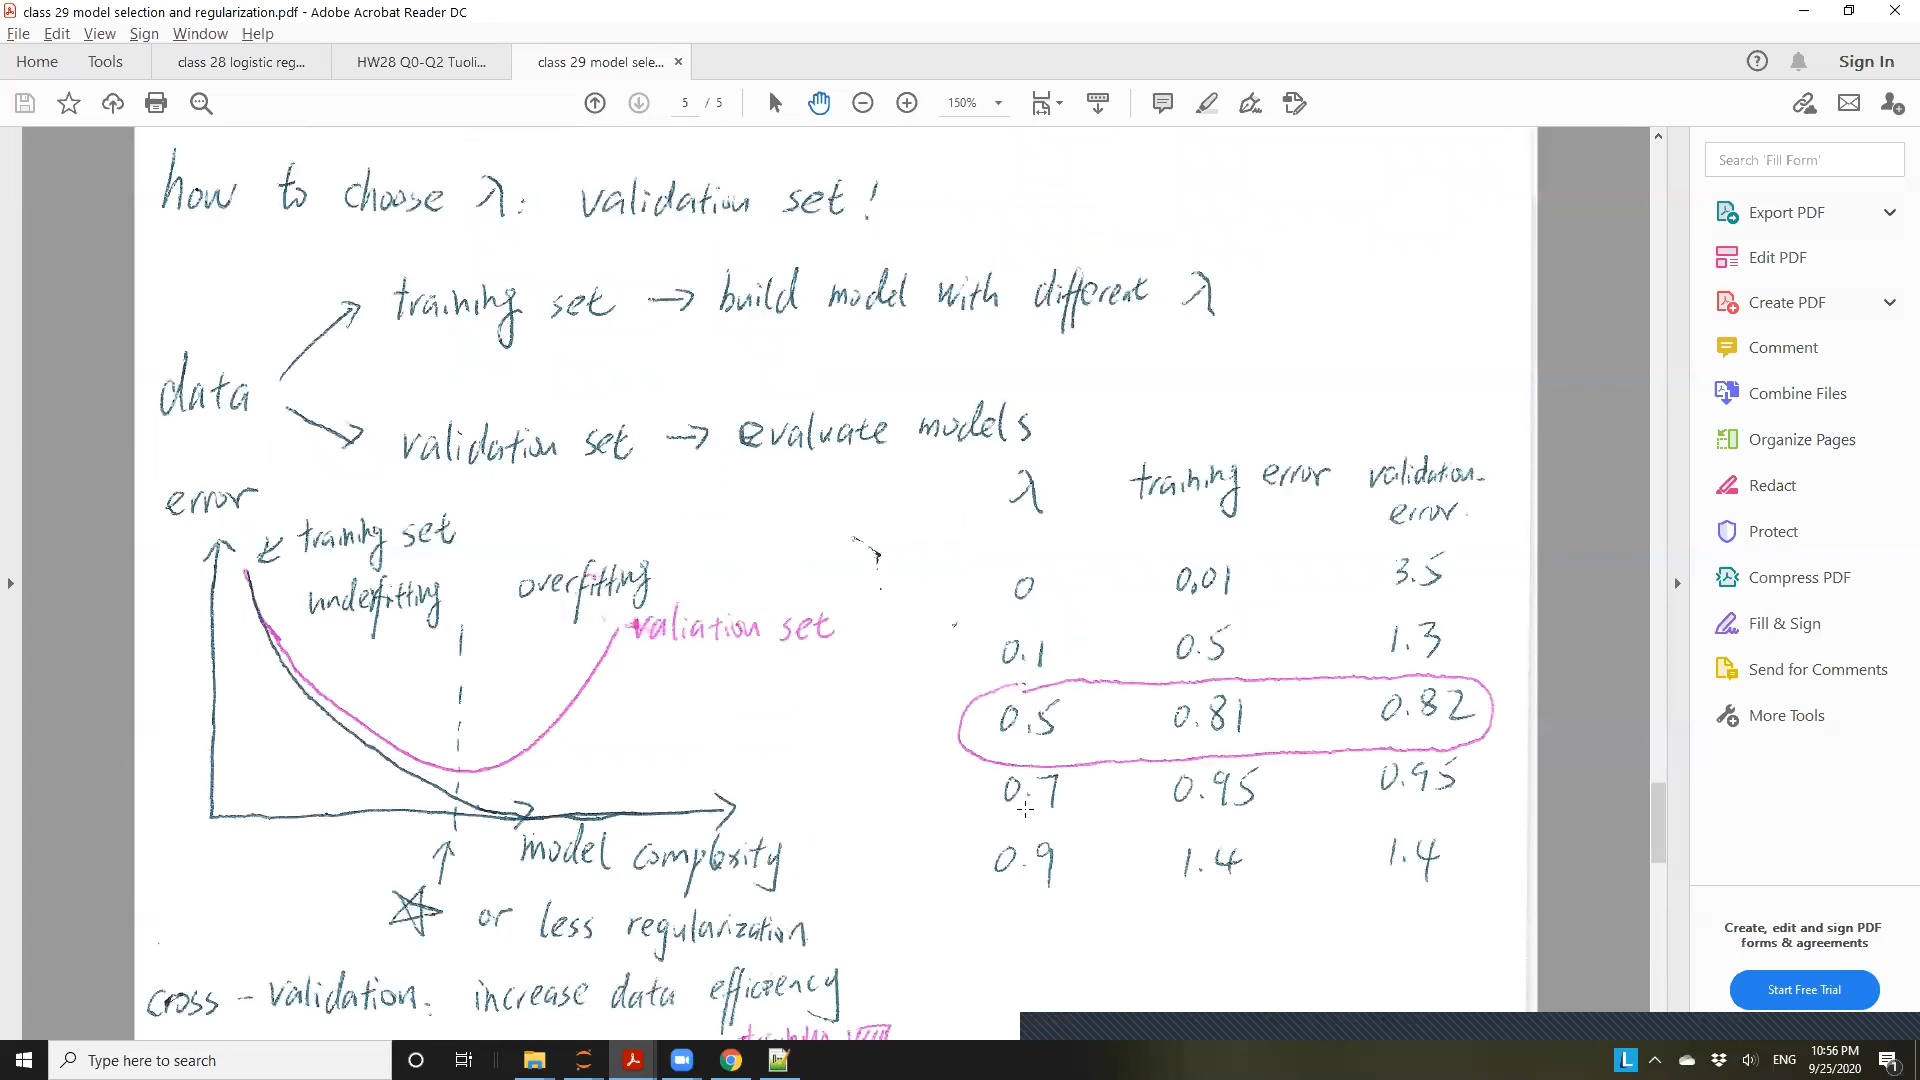 class 29 model selection and regularization.pdf - Adobe Acrobat Reader DC
File Edit View Sign Window Help
Home Tools class 28 logistic reg... HW28 Q0-Q2 Tuoli... class 29 model sele... Sign In
5 / 5 150%
how to choose λ: validation set!
training set → build model with different λ
data
validation set → evaluate models
error
training set
underfitting overfitting
valiation set
model complexity
or less regularization
cross-validation: increase data efficiency
λ training error validation error.
0 0.01 3.5
0.1 0.5 1.3
0.5 0.81 0.82
0.7 0.95 0.95
0.9 1.4 1.4
Search 'Fill Form'
Export PDF
Edit PDF
Create PDF
Comment
Combine Files
Organize Pages
Redact
Protect
Compress PDF
Fill & Sign
Send for Comments
More Tools
Create, edit and sign PDF
forms & agreements
Start Free Trial
Type here to search
L
ENG
10:56 PM
9/25/2020
1